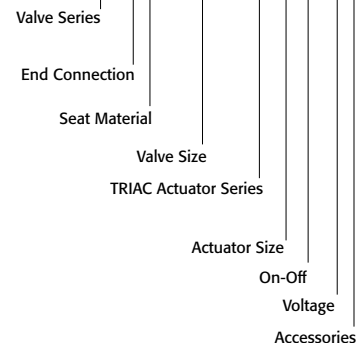 Valve Series
End Connection
Seat Material
Valve Size
TRIAC Actuator Series
Actuator Size
On-Off
Voltage
Accessories